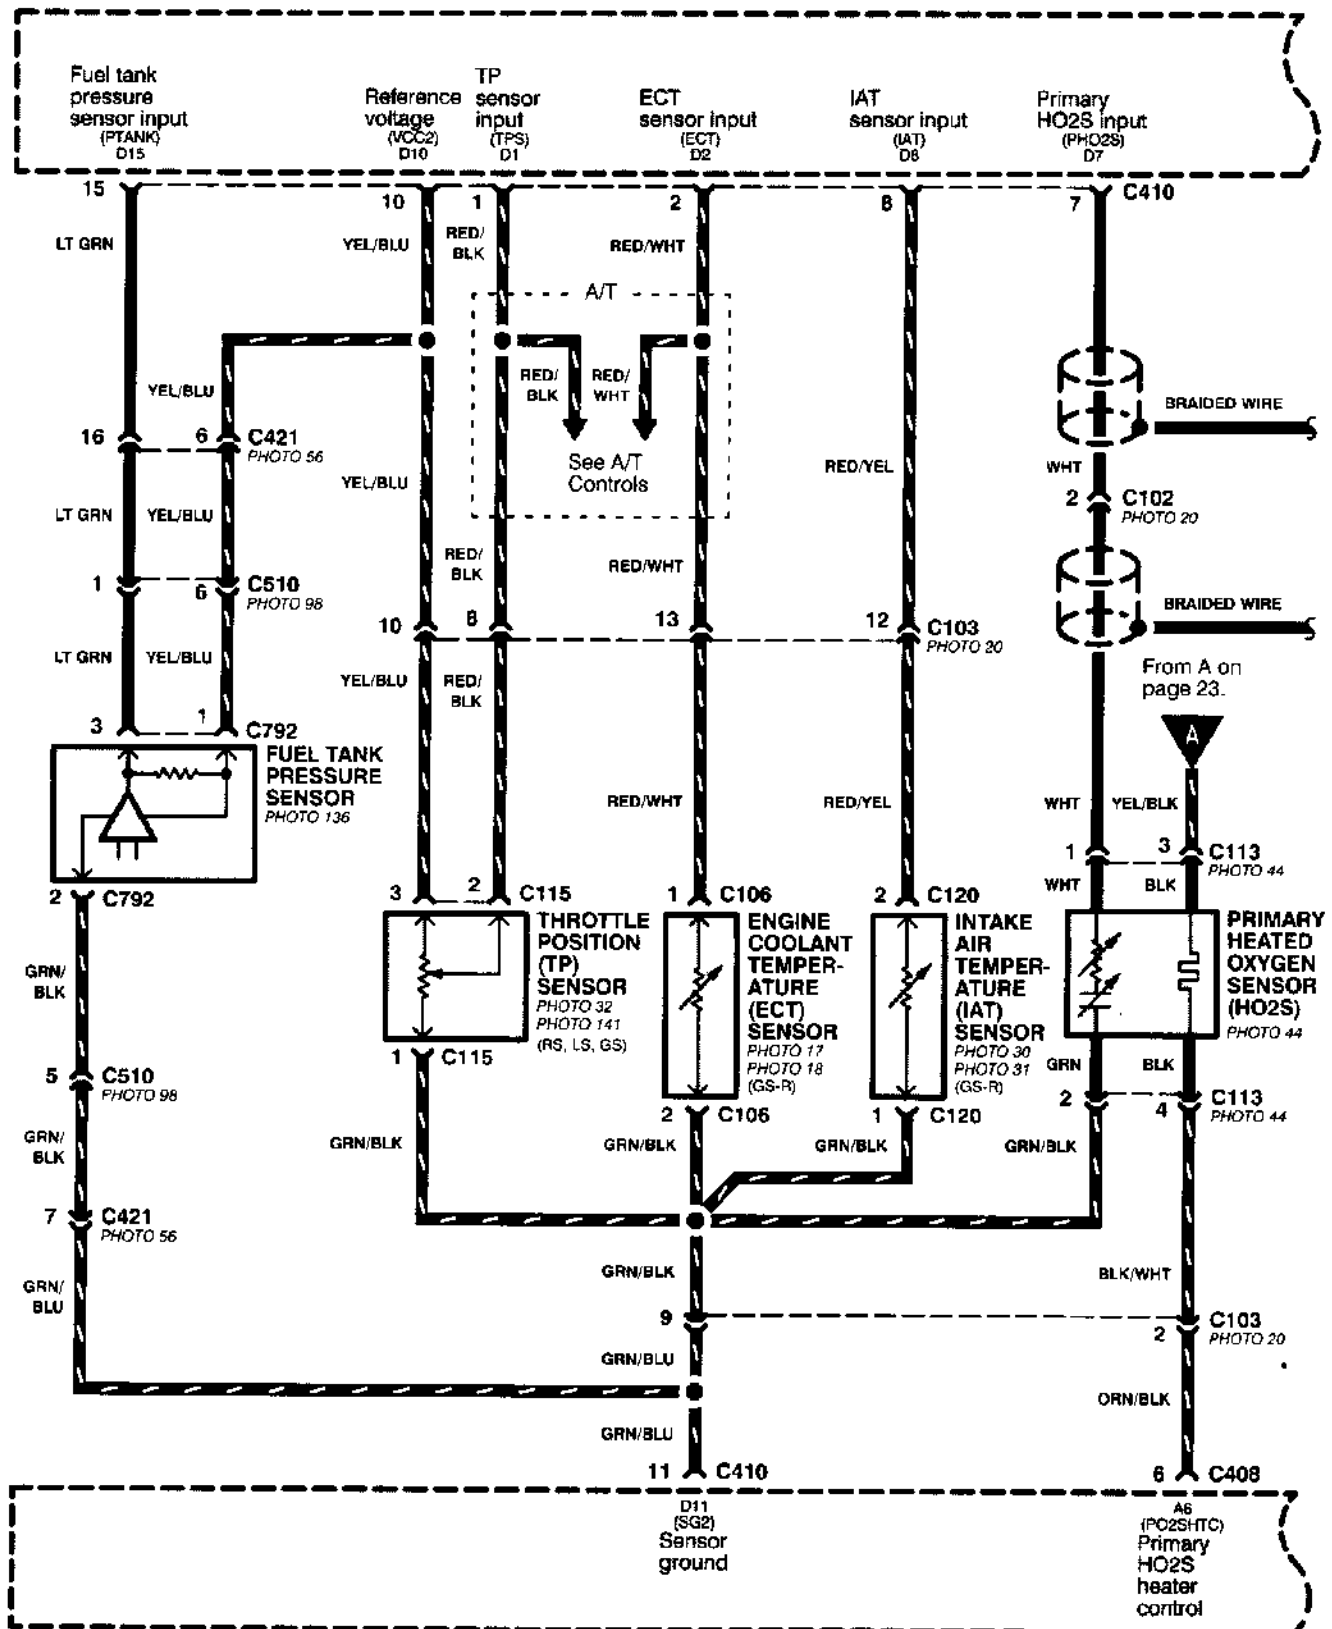 Fuel tank
pressure
sensor input
(PTANK)
D15
Reference
voltage
(VCC2)
D10
TP
sensor
input
(TPS)
D1
ECT
sensor input
(ECT)
D2
IAT
sensor input
(IAT)
D8
Primary
HO2S input
(PHO2S)
D7
15
10
1
2
8
7
C410
LT GRN
YEL/BLU
RED/
BLK
RED/WHT
A/T
YEL/BLU
RED/
BLK
RED/
WHT
BRAIDED WIRE
16
6
C421
PHOTO 56
See A/T
Controls
YEL/BLU
RED/YEL
WHT
2
C102
PHOTO 20
LT GRN
YEL/BLU
RED/
BLK
RED/WHT
1
6
C510
PHOTO 98
BRAIDED WIRE
10
8
13
12
C103
PHOTO 20
LT GRN
YEL/BLU
YEL/BLU
RED/
BLK
From A on
page 23.
A
3
1
C792
FUEL TANK
PRESSURE
SENSOR
PHOTO 136
RED/WHT
RED/YEL
WHT
YEL/BLK
1
3
C113
PHOTO 44
WHT
BLK
2
C792
3
2
C115
1
C106
2
C120
THROTTLE
POSITION
(TP)
SENSOR
PHOTO 32
PHOTO 141
(RS, LS, GS)
ENGINE
COOLANT
TEMPER-
ATURE
(ECT)
SENSOR
PHOTO 17
PHOTO 18
(GS-R)
INTAKE
AIR
TEMPER-
ATURE
(IAT)
SENSOR
PHOTO 30
PHOTO 31
(GS-R)
PRIMARY
HEATED
OXYGEN
SENSOR
(HO2S)
PHOTO 44
GRN/
BLK
1
C115
GRN
BLK
5
C510
PHOTO 98
2
C106
1
C120
2
4
C113
PHOTO 44
GRN/
BLK
GRN/BLK
GRN/BLK
GRN/BLK
GRN/BLK
7
C421
PHOTO 56
GRN/
BLU
GRN/BLK
BLK/WHT
9
2
C103
PHOTO 20
GRN/BLU
ORN/BLK
GRN/BLU
11
C410
6
C408
D11
(SG2)
Sensor
ground
A6
(PO2SHTC)
Primary
HO2S
heater
control